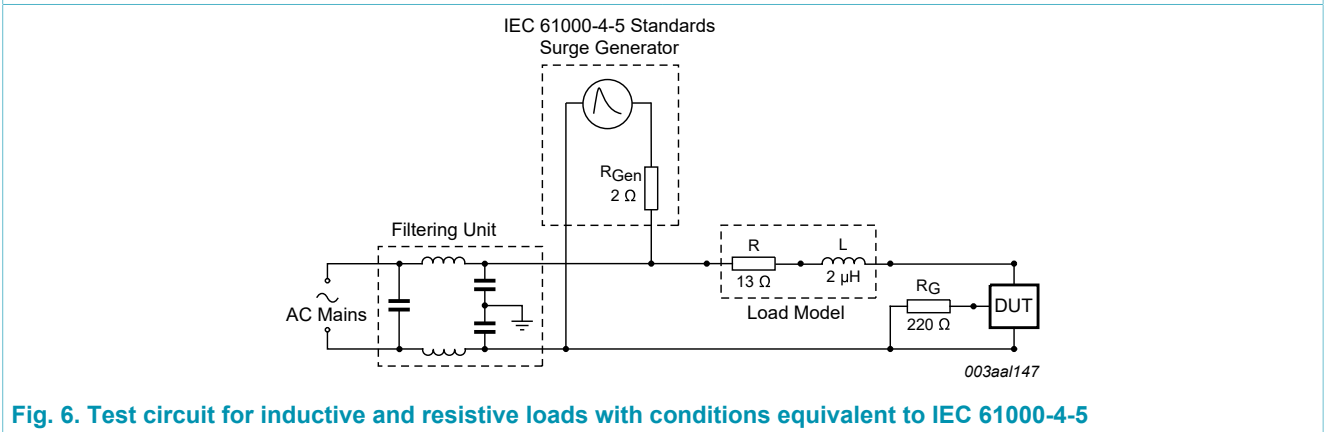 IEC 61000-4-5 Standards
Surge Generator
RGen
2 Ω
Filtering Unit
R
L
13 Ω
2 μH
AC Mains
Load Model
RG
220 Ω
DUT
003aal147
Fig. 6. Test circuit for inductive and resistive loads with conditions equivalent to IEC 61000-4-5